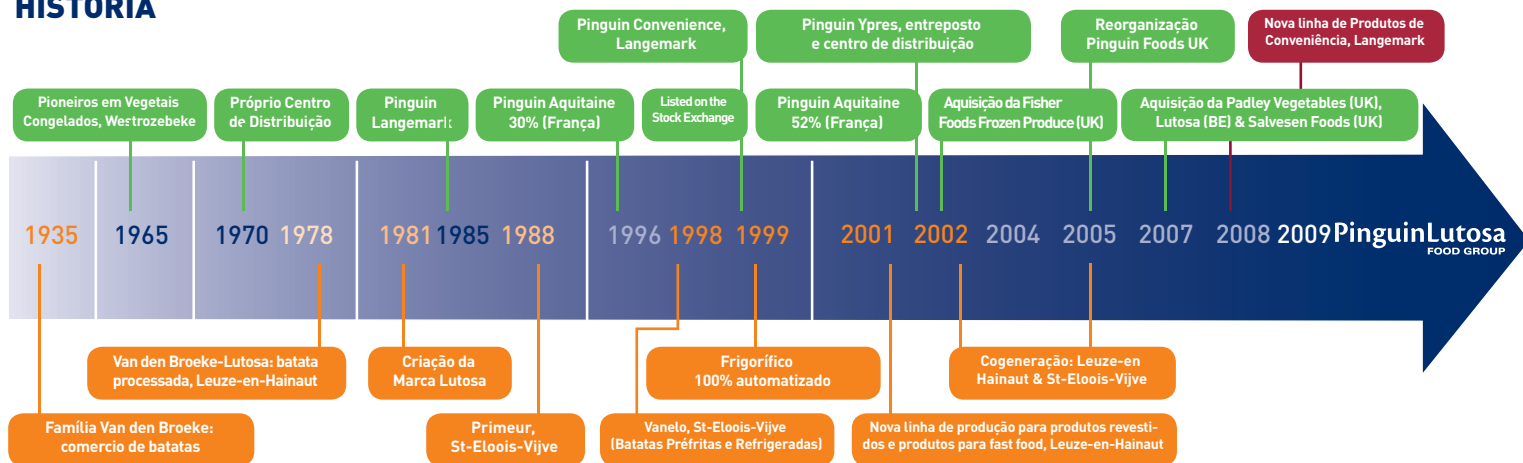 HISTÓRIA
Pinguin Convenience,
Langemark
Pinguin Ypres, entreposto
e centro de distribuição
Reorganização
Pinguin Foods UK
Nova linha de Produtos de
Conveniência, Langemark
Pioneiros em Vegetais
Congelados, Westrozebeke
Próprio Centro
de Distribuição
Pinguin
Langemark
Pinguin Aquitaine
30% (França)
Listed on the
Stock Exchange
Pinguin Aquitaine
52% (França)
Aquisição da Fisher
Foods Frozen Produce (UK)
Aquisição da Padley Vegetables (UK),
Lutosa (BE) & Salvesen Foods (UK)
1935 1965 1970 1978 1981 1985 1988 1996 1998 1999 2001 2002 2004 2005 2007 2008 2009 PinguinLutosa
FOOD GROUP
Van den Broeke-Lutosa: batata
processada, Leuze-en-Hainaut
Criação da
Marca Lutosa
Frigorífico
100% automatizado
Cogeneração: Leuze-en
Hainaut & St-Eloois-Vijve
Família Van den Broeke:
comercio de batatas
Primeur,
St-Eloois-Vijve
Vanelo, St-Eloois-Vijve
(Batatas Préfritas e Refrigeradas)
Nova linha de produção para produtos revesti-
dos e produtos para fast food, Leuze-en-Hainaut